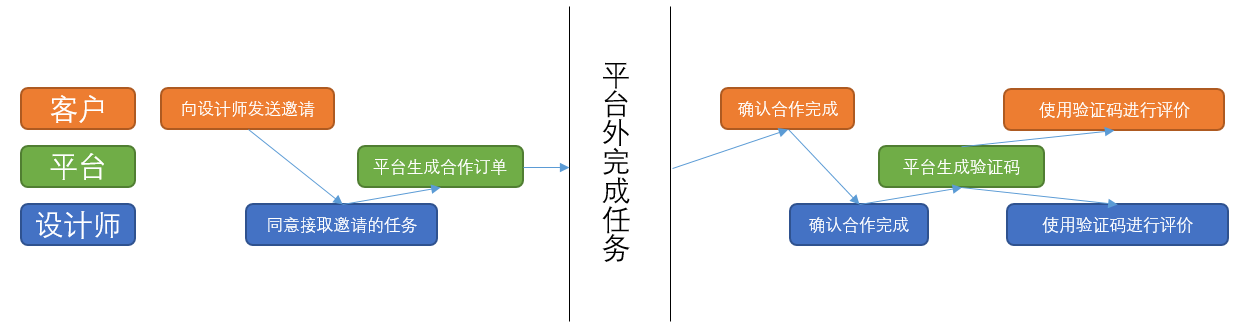 客户
向设计师发送邀请
平台
平台生成合作订单
设计师
同意接取邀请的任务
平台外完成任务
确认合作完成
使用验证码进行评价
平台生成验证码
确认合作完成
使用验证码进行评价